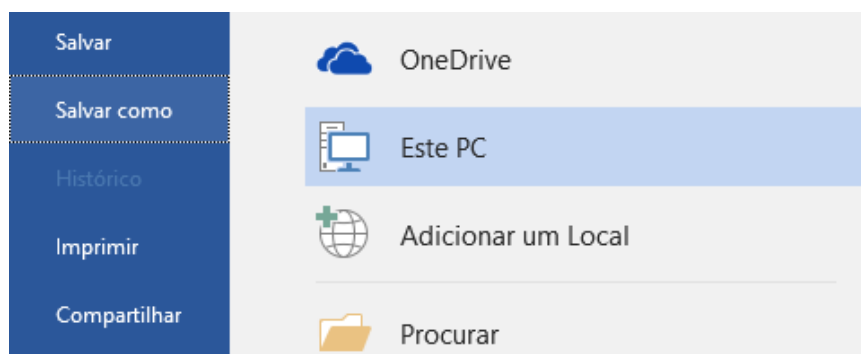 Salvar
Salvar como
Histórico
Imprimir
Compartilhar
OneDrive
Este PC
Adicionar um Local
Procurar